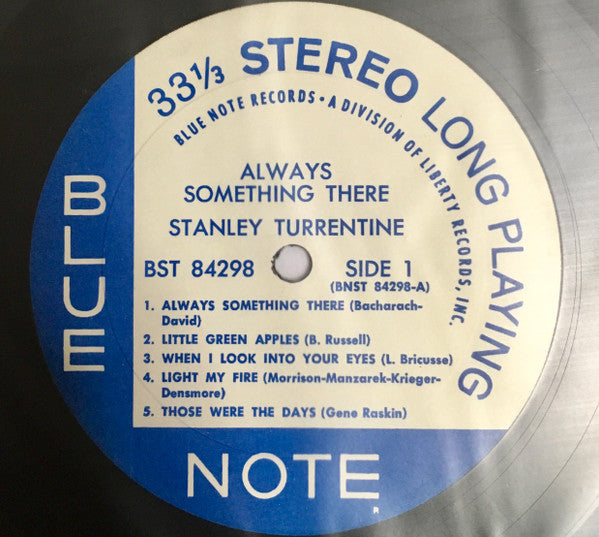 33⅓ STEREO LONG PLAYING
BLUE NOTE RECORDS • A DIVISION OF LIBERTY RECORDS, INC.
ALWAYS
SOMETHING THERE
STANLEY TURRENTINE
BST 84298 SIDE 1
(BNST 84298-A)
1. ALWAYS SOMETHING THERE (Bacharach-
David)
2. LITTLE GREEN APPLES (B. Russell)
3. WHEN I LOOK INTO YOUR EYES (L. Bricusse)
4. LIGHT MY FIRE (Morrison-Manzarek-Krieger-
Densmore)
5. THOSE WERE THE DAYS (Gene Raskin)
BLUE
NOTE
R